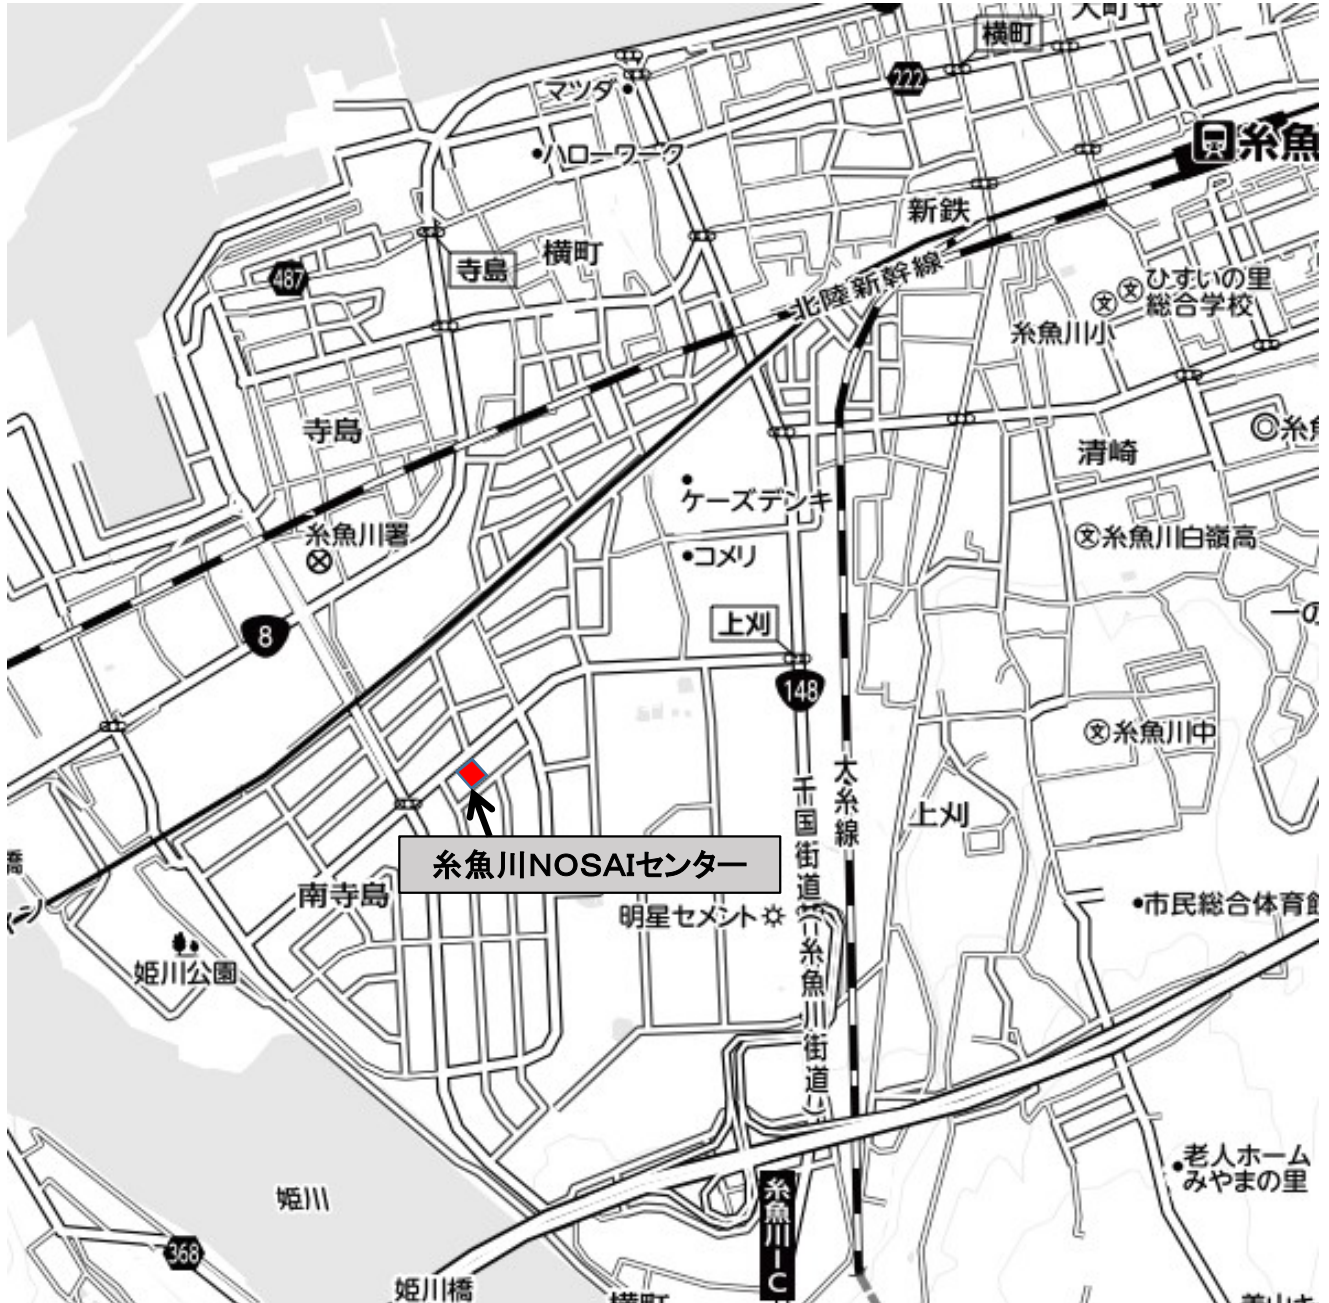 大町
横町
222
マツダ
ハローワーク
糸魚
新鉄
横町
寺島
487
北陸新幹線
ひすいの里
総合学校
糸魚川小
寺島
清崎
糸魚
ケーズデンキ
糸魚川署
コメリ
糸魚川白嶺高
上刈
一の
8
148
糸魚川中
大糸線
上刈
千国街道(糸魚川街道)
糸魚川NOSAIセンター
橋
南寺島
明星セメント
市民総合体育館
姫川公園
老人ホーム
みやまの里
姫川
糸魚川IC
368
姫川橋
横町